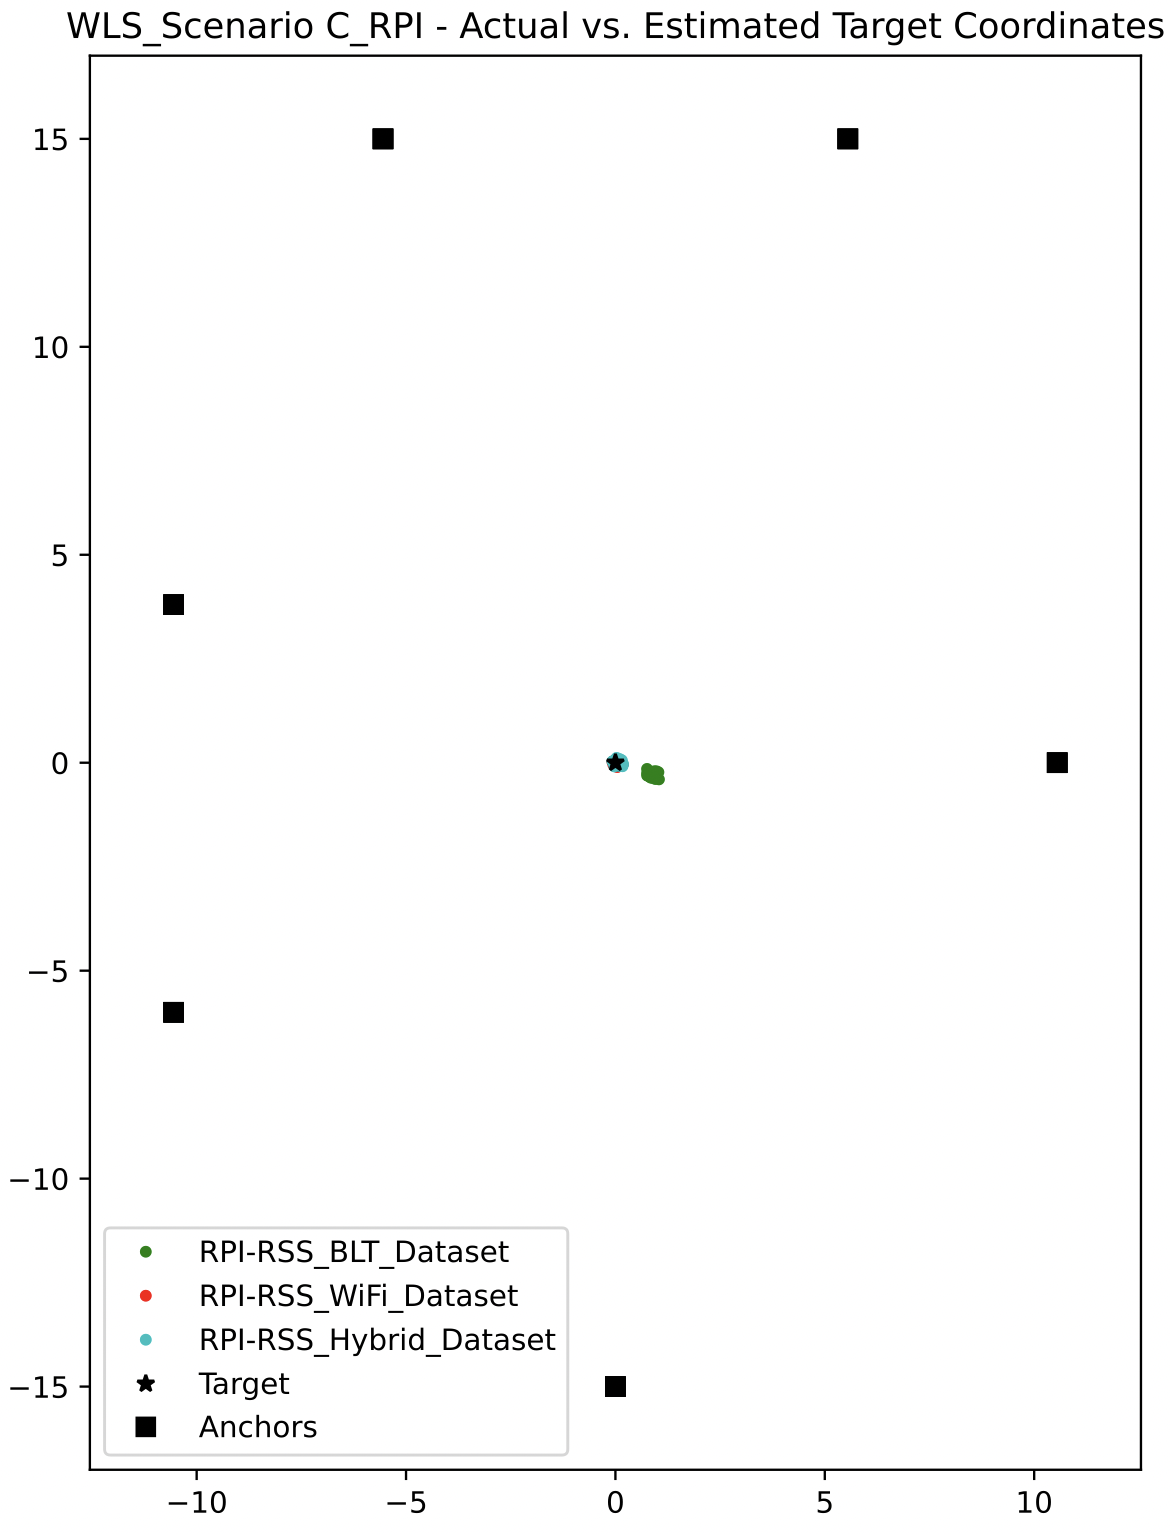 WLS_Scenario C_RPI - Actual vs. Estimated Target Coordinates
15
10
5
0
−5
−10
−15
RPI-RSS_BLT_Dataset
RPI-RSS_WiFi_Dataset
RPI-RSS_Hybrid_Dataset
Target
Anchors
−10
−5
0
5
10